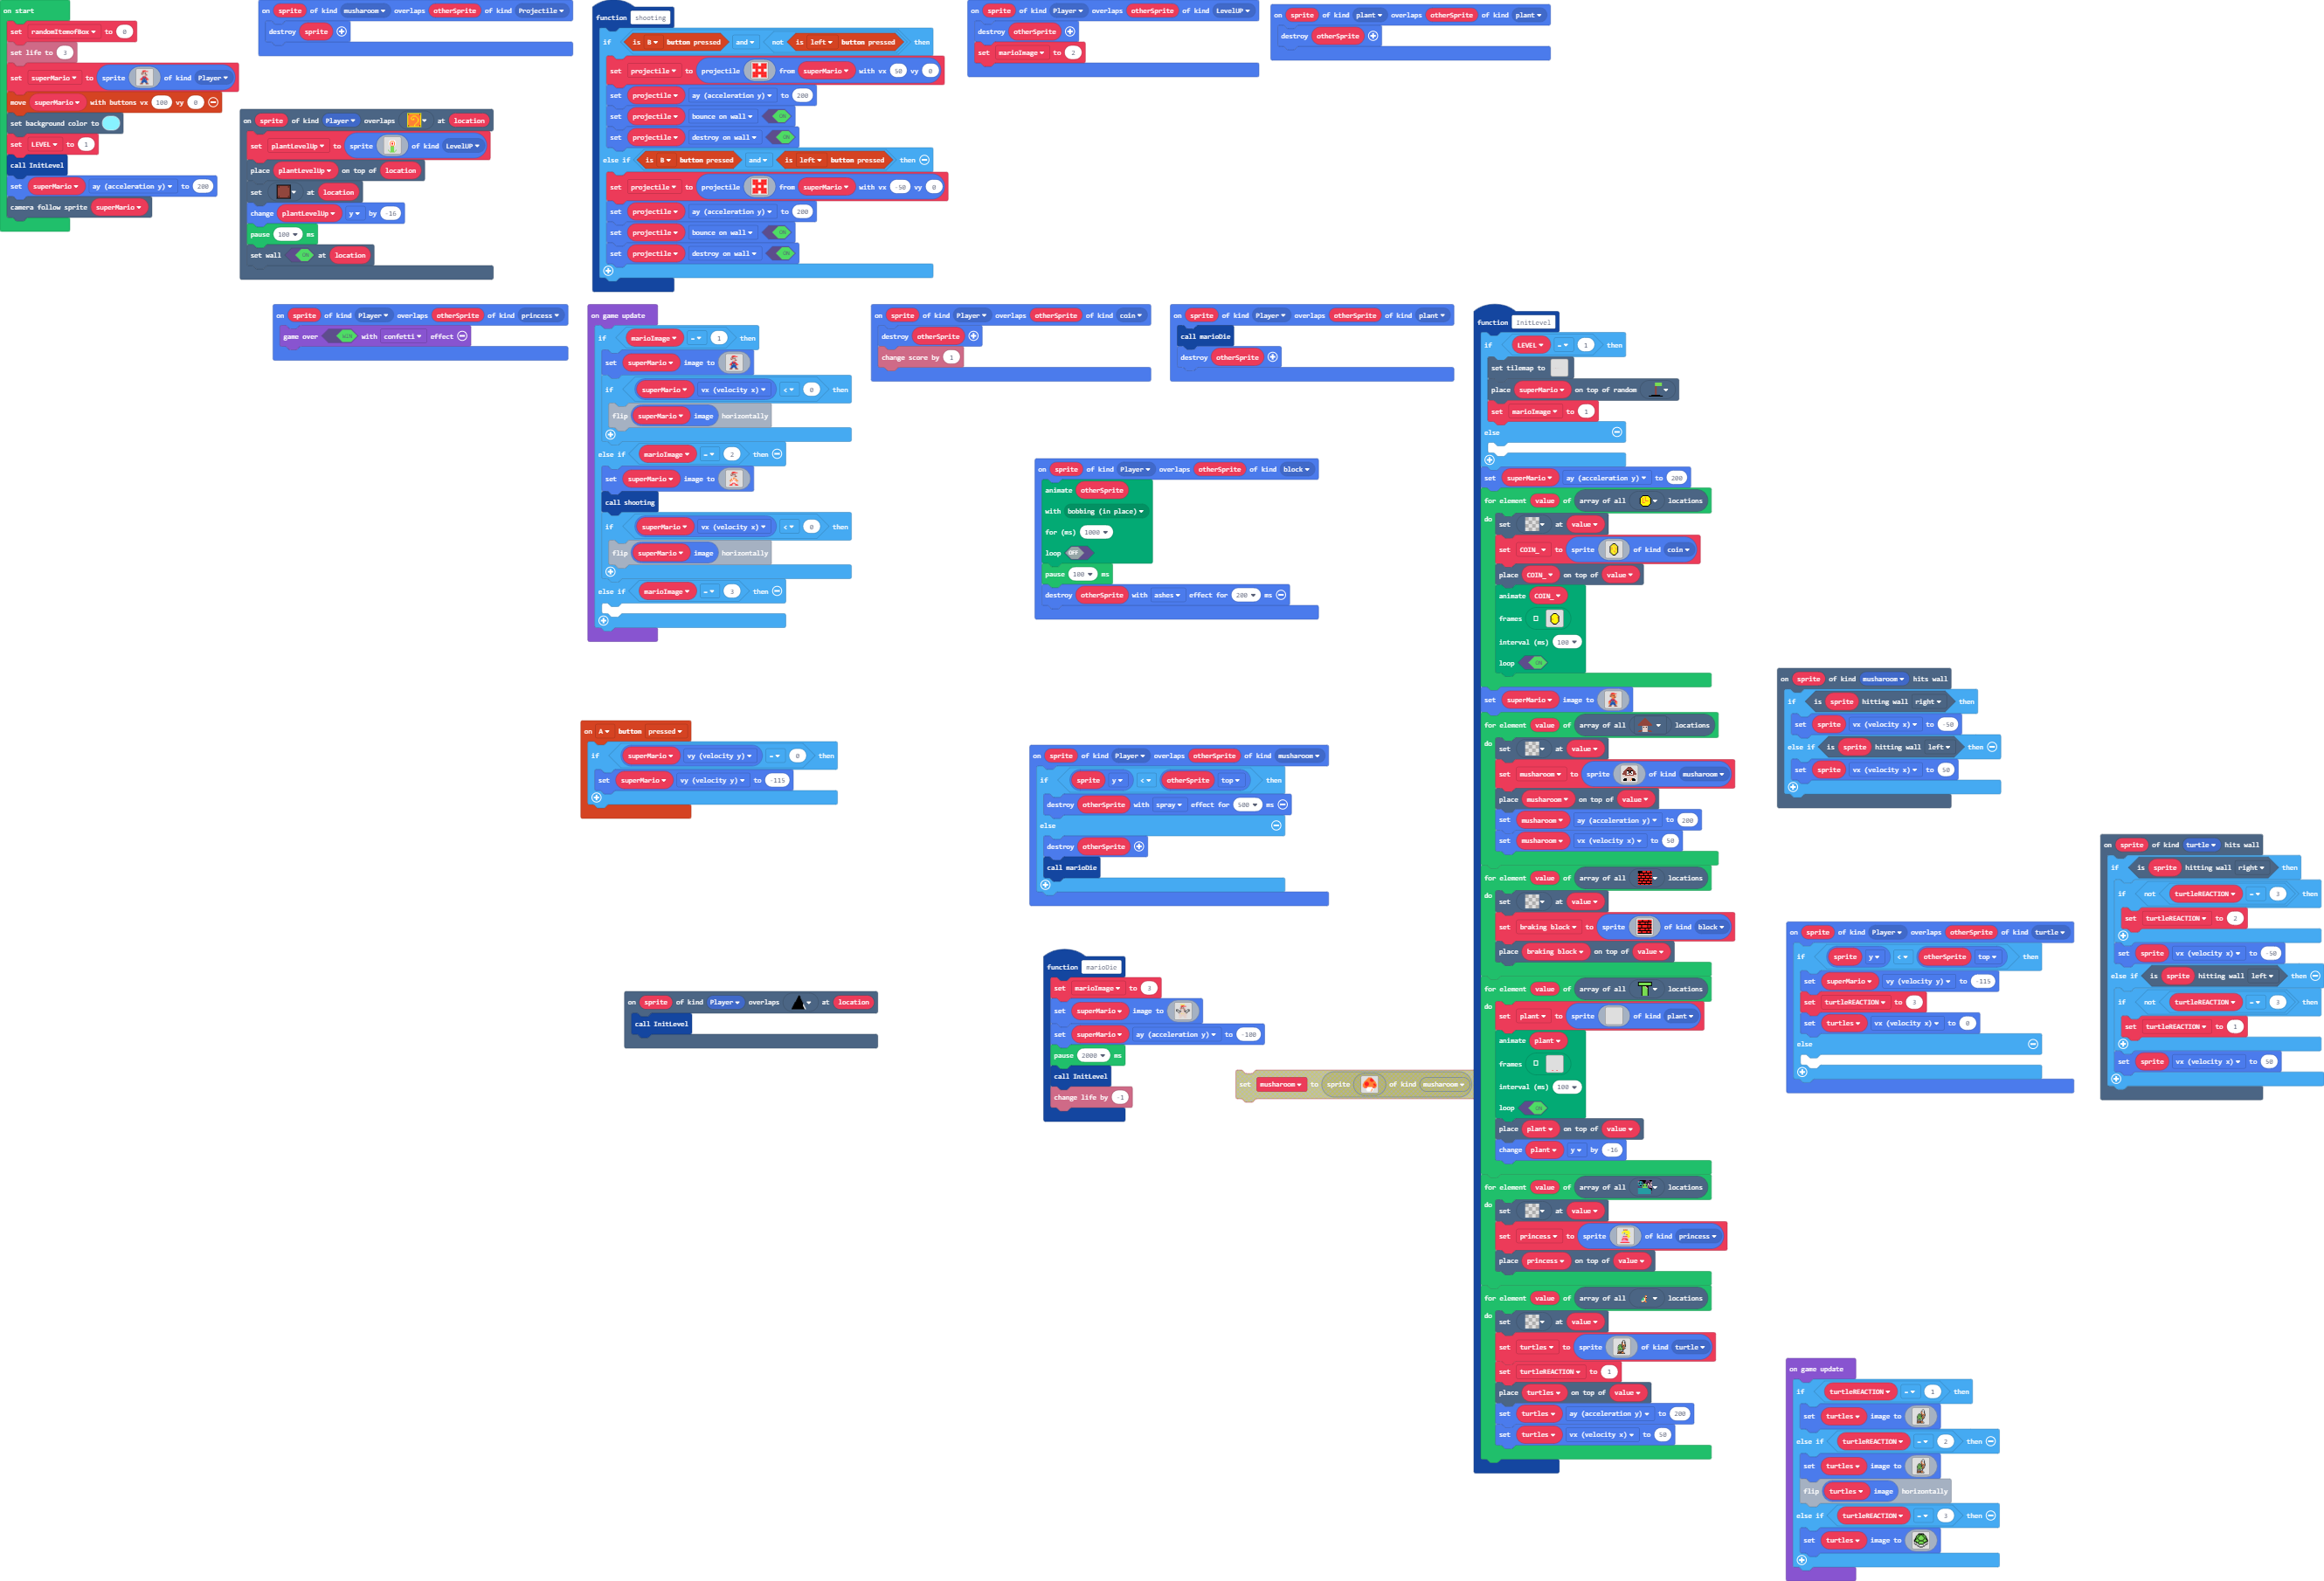 on start
set randomItemofBox to 0
set life to 3
set superMario to sprite of kind Player
move superMario with buttons vx 100 vy 0
set background color to
set LEVEL to 1
call InitLevel
set superMario ay (acceleration y) to 200
camera follow sprite superMario
on sprite of kind musharoom overlaps otherSprite of kind Projectile
destroy sprite
on sprite of kind Player overlaps at location
set plantLevelUp to sprite of kind LevelUP
place plantLevelUp on top of location
set at location
change plantLevelUp y by -16
pause 100 ms
set wall ON at location
function shooting
if is B button pressed and not is left button pressed then
set projectile to projectile from superMario with vx 50 vy 0
set projectile ay (acceleration y) to 200
set projectile bounce on wall ON
set projectile destroy on wall ON
else if is B button pressed and is left button pressed then
set projectile to projectile from superMario with vx -50 vy 0
set projectile ay (acceleration y) to 200
set projectile bounce on wall ON
set projectile destroy on wall ON
on sprite of kind Player overlaps otherSprite of kind LevelUP
destroy otherSprite
set marioImage to 2
on sprite of kind plant overlaps otherSprite of kind plant
destroy otherSprite
on sprite of kind Player overlaps otherSprite of kind princess
game over WIN with confetti effect
on game update
if marioImage = 1 then
set superMario image to
if superMario vx (velocity x) < 0 then
flip superMario image horizontally
else if marioImage = 2 then
set superMario image to
call shooting
if superMario vx (velocity x) < 0 then
flip superMario image horizontally
else if marioImage = 3 then
on sprite of kind Player overlaps otherSprite of kind coin
destroy otherSprite
change score by 1
on sprite of kind Player overlaps otherSprite of kind plant
call marioDie
destroy otherSprite
on sprite of kind Player overlaps otherSprite of kind block
animate otherSprite
with bobbing (in place)
for (ms) 1000
loop OFF
pause 100 ms
destroy otherSprite with ashes effect for 200 ms
on A button pressed
if superMario vy (velocity y) = 0 then
set superMario vy (velocity y) to -115
on sprite of kind Player overlaps otherSprite of kind musharoom
if sprite y < otherSprite top then
destroy otherSprite with spray effect for 500 ms
else
destroy otherSprite
call marioDie
function marioDie
set marioImage to 3
set superMario image to
set superMario ay (acceleration y) to -100
pause 2000 ms
call InitLevel
change life by -1
on sprite of kind Player overlaps at location
call InitLevel
set musharoom to sprite of kind musharoom
function InitLevel
if LEVEL = 1 then
set tilemap to
place superMario on top of random
set marioImage to 1
else
set superMario ay (acceleration y) to 200
for element value of array of all locations
do set at value
set COIN_ to sprite of kind coin
place COIN_ on top of value
animate COIN_
frames
interval (ms) 100
loop ON
set superMario image to
for element value of array of all locations
do set at value
set musharoom to sprite of kind musharoom
place musharoom on top of value
set musharoom ay (acceleration y) to 200
set musharoom vx (velocity x) to 50
for element value of array of all locations
do set at value
set braking block to sprite of kind block
place braking block on top of value
for element value of array of all locations
do set plant to sprite of kind plant
animate plant
frames
interval (ms) 100
loop ON
place plant on top of value
change plant y by -16
for element value of array of all locations
do set at value
set princess to sprite of kind princess
place princess on top of value
for element value of array of all locations
do set at value
set turtles to sprite of kind turtle
set turtleREACTION to 1
place turtles on top of value
set turtles ay (acceleration y) to 200
set turtles vx (velocity x) to 50
on sprite of kind musharoom hits wall
if is sprite hitting wall right then
set sprite vx (velocity x) to -50
else if is sprite hitting wall left then
set sprite vx (velocity x) to 50
on sprite of kind turtle hits wall
if is sprite hitting wall right then
if not turtleREACTION = 3 then
set turtleREACTION to 2
set sprite vx (velocity x) to -50
else if is sprite hitting wall left then
if not turtleREACTION = 3 then
set turtleREACTION to 1
set sprite vx (velocity x) to 50
on sprite of kind Player overlaps otherSprite of kind turtle
if sprite y < otherSprite top then
set superMario vy (velocity y) to -115
set turtleREACTION to 3
set turtles vx (velocity x) to 0
else
on game update
if turtleREACTION = 1 then
set turtles image to
else if turtleREACTION = 2 then
set turtles image to
flip turtles image horizontally
else if turtleREACTION = 3 then
set turtles image to